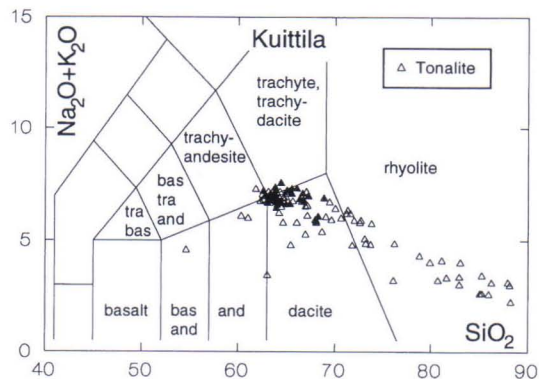 15
10
5
0
Na2O+K2O
Kuittila
△ Tonalite
trachyte,
trachy-
dacite
trachy-
andesite
rhyolite
bas
tra
and
tra
bas
basalt
bas
and
and
dacite
SiO2
40 50 60 70 80 90